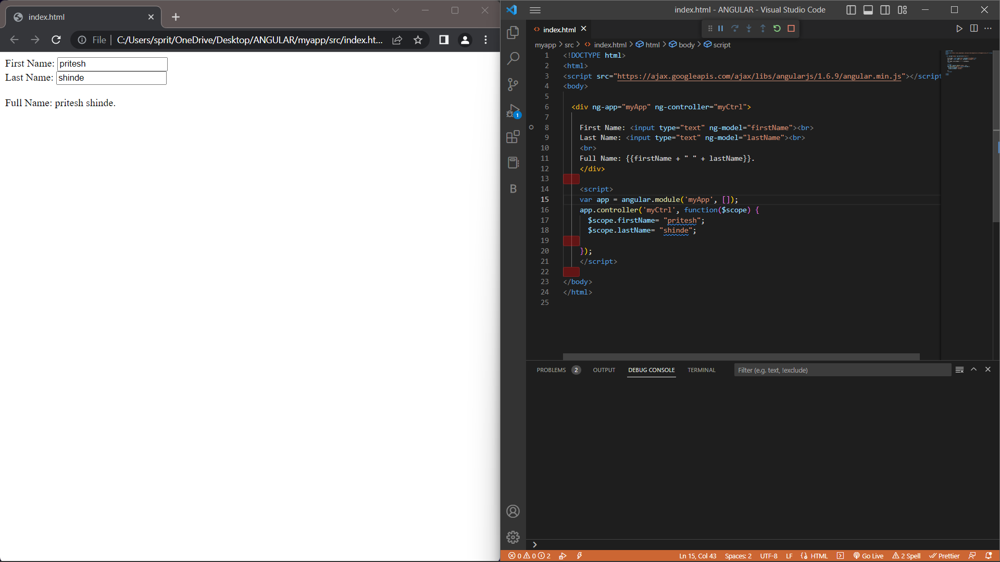 index.html
File
C:/Users/sprit/OneDrive/Desktop/ANGULAR/myapp/src/index.ht...
First Name: pritesh
Last Name: shinde
Full Name: pritesh shinde.
index.html - ANGULAR - Visual Studio Code
index.html
myapp > src > index.html > html > body > script
1 <!DOCTYPE html>
2 <html>
3 <script src="https://ajax.googleapis.com/ajax/libs/angularjs/1.6.9/angular.min.js"></script
4 <body>
5
6 <div ng-app="myApp" ng-controller="myCtrl">
7
8 First Name: <input type="text" ng-model="firstName"><br>
9 Last Name: <input type="text" ng-model="lastName"><br>
10 <br>
11 Full Name: {{firstName + " " + lastName}}.
12 </div>
13
14 <script>
15 var app = angular.module('myApp', []);
16 app.controller('myCtrl', function($scope) {
17 $scope.firstName= "pritesh";
18 $scope.lastName= "shinde";
19
20 });
21 </script>
22
23 </body>
24 </html>
25
1
B
PROBLEMS 2 OUTPUT DEBUG CONSOLE TERMINAL Filter (e.g. text, !exclude)
0 0 2 Ln 15, Col 43 Spaces: 2 UTF-8 LF {} HTML Go Live 2 Spell Prettier